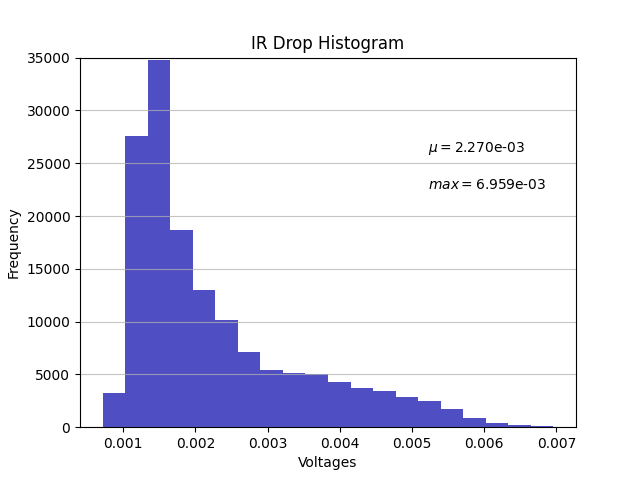 IR Drop Histogram
35000
30000
25000
20000
15000
10000
5000
0
Frequency
μ = 2.270e-03
max = 6.959e-03
0.001 0.002 0.003 0.004 0.005 0.006 0.007
Voltages